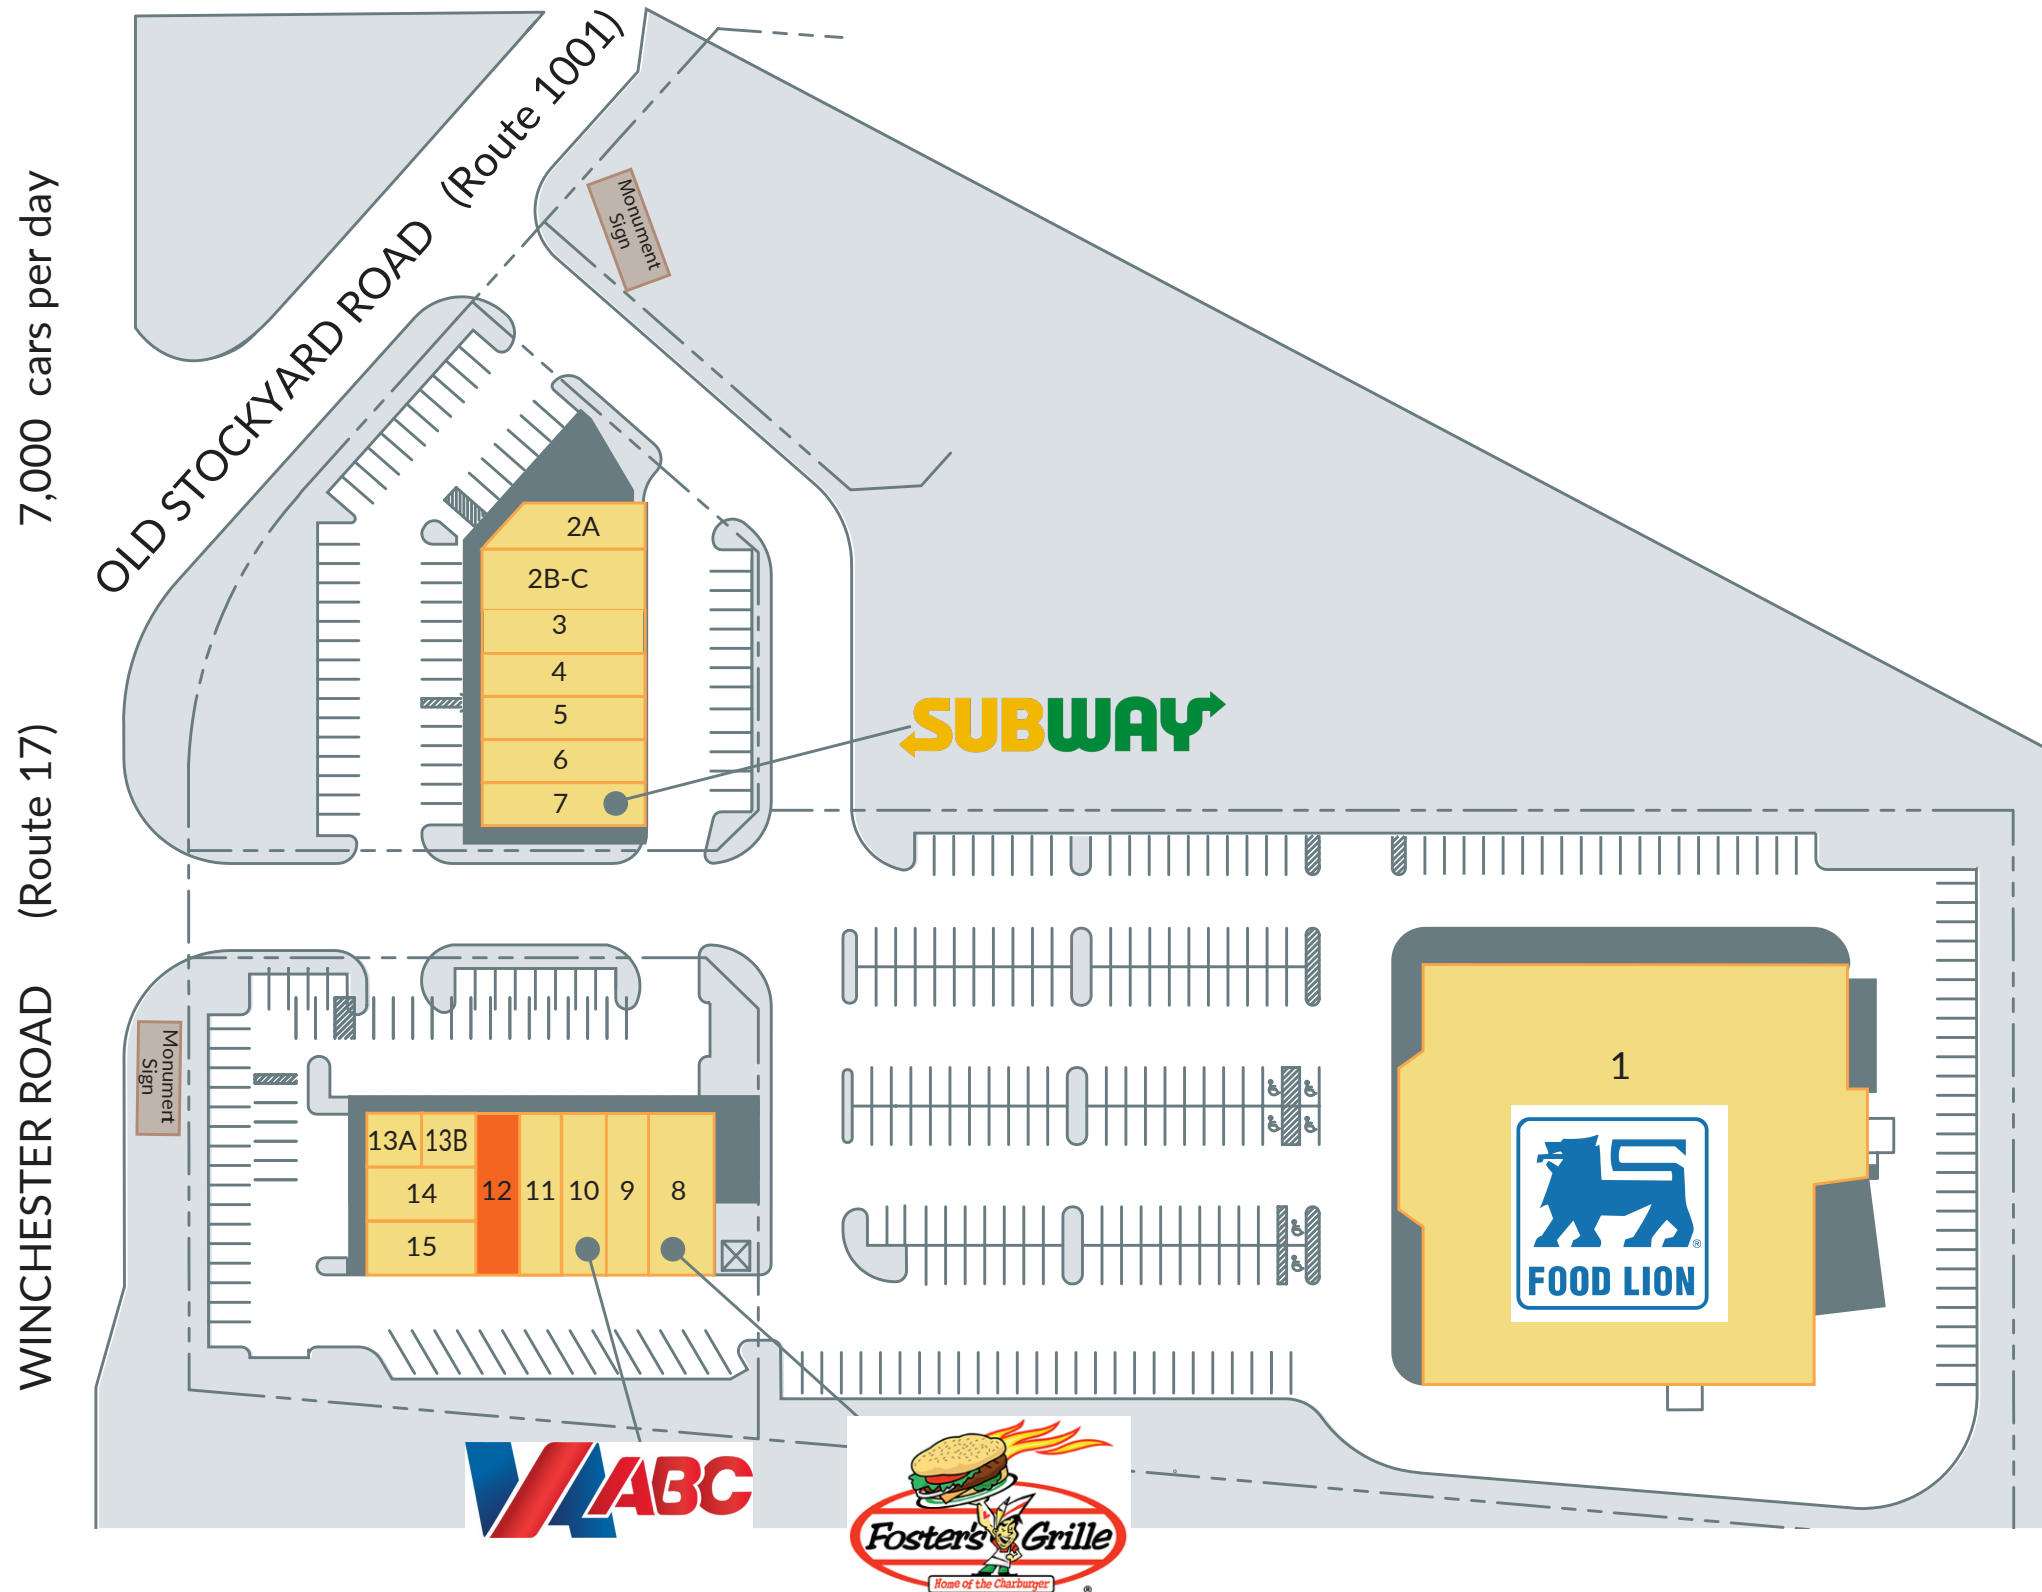 OLD STOCKYARD ROAD (Route 1001)
7,000 cars per day
WINCHESTER ROAD (Route 17)
Monument
Sign
2A
2B-C
3
4
5
6
7
SUBWAY
Monument
Sign
13A
13B
14
15
12
11
10
9
8
1
FOOD LION
®
VA ABC
Foster's Grille
Home of the Charburger
®